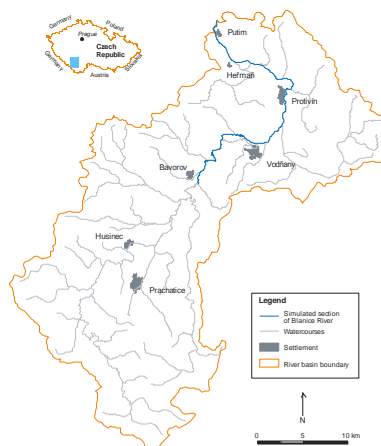 Germany
Poland
Prague
Czech
Republic
Germany
Slovakia
Austria
Putim
Heřmaň
Protivín
Vodňany
Bavorov
Husinec
Prachatice
Legend
Simulated section
of Blanice River
Watercourses
Settlement
River basin boundary
N
0 5 10 km